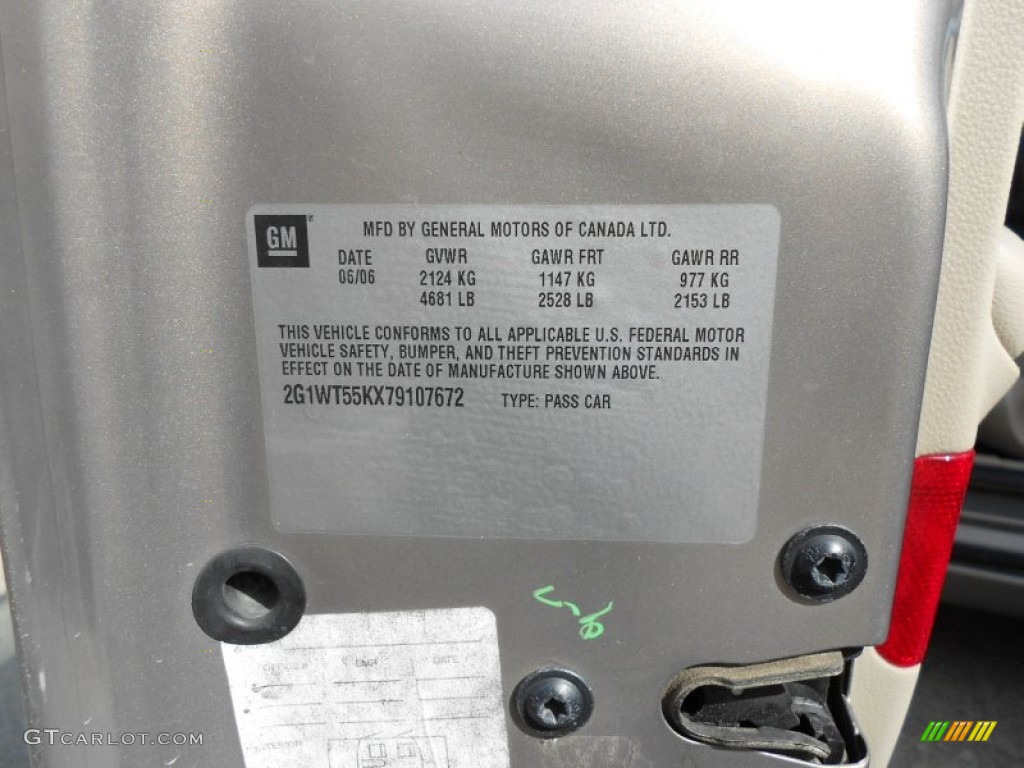 GM
MFD BY GENERAL MOTORS OF CANADA LTD.
DATE GVWR GAWR FRT GAWR RR
06/06 2124 KG 1147 KG 977 KG
4681 LB 2528 LB 2153 LB
THIS VEHICLE CONFORMS TO ALL APPLICABLE U.S. FEDERAL MOTOR
VEHICLE SAFETY, BUMPER, AND THEFT PREVENTION STANDARDS IN
EFFECT ON THE DATE OF MANUFACTURE SHOWN ABOVE.
2G1WT55KX79107672 TYPE: PASS CAR
DATE
GTCARLOT.COM